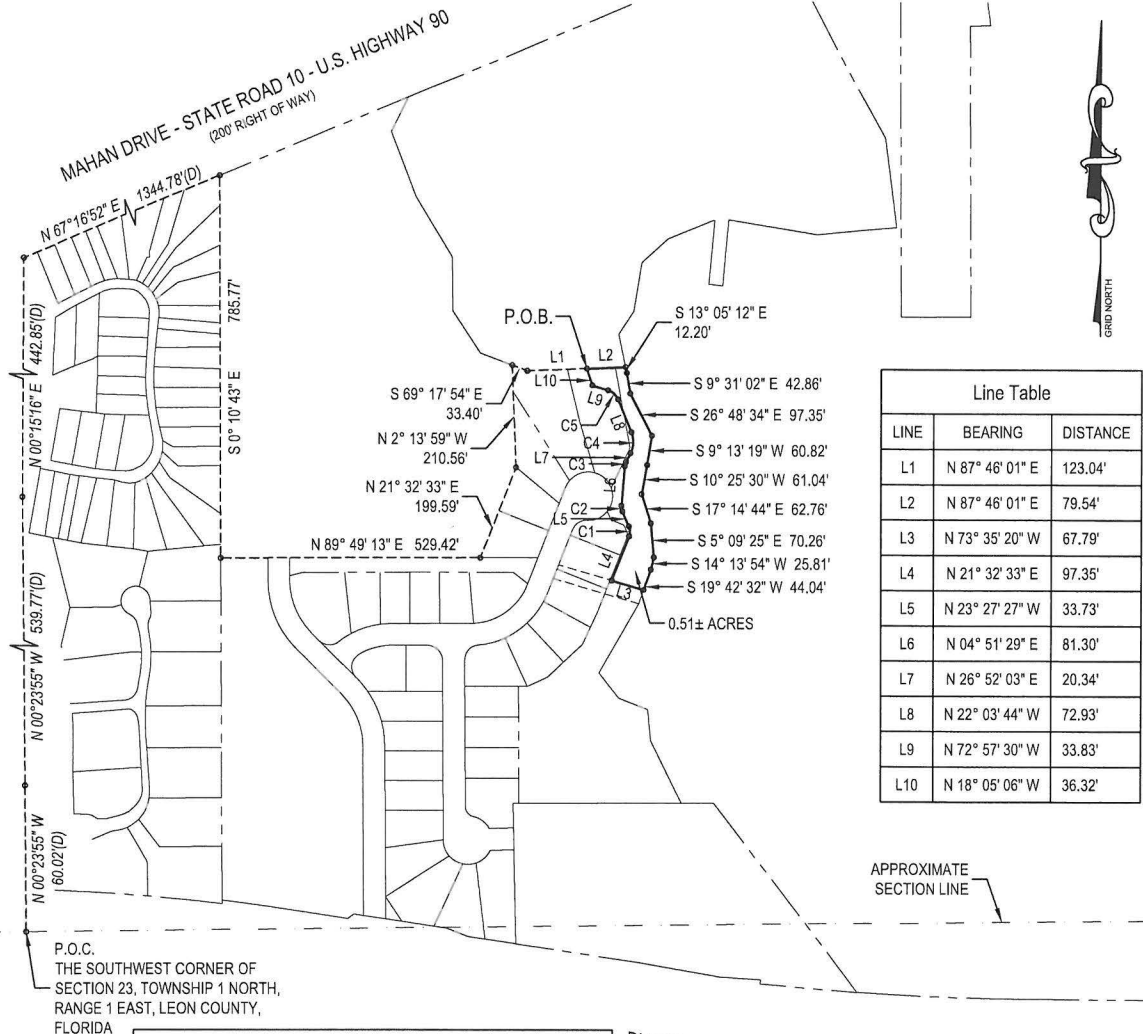 MAHAN DRIVE - STATE ROAD 10 - U.S. HIGHWAY 90
(200' RIGHT OF WAY)
N 67°16'52" E 1344.78'(D)
N 00°15'16" E 442.85'(D)
S 0° 10' 43" E 785.77'
N 00°23'55" W 539.77'(D)
N 00°23'55" W
60.02'(D)
P.O.C.
THE SOUTHWEST CORNER OF
SECTION 23, TOWNSHIP 1 NORTH,
RANGE 1 EAST, LEON COUNTY,
FLORIDA
P.O.B.
L1
L2
L10
L9
C5
L8
C4
L7
C3
L6
C2
L5
C1
L4
L3
S 69° 17' 54" E
33.40'
N 2° 13' 59" W
210.56'
N 21° 32' 33" E
199.59'
N 89° 49' 13" E 529.42'
S 13° 05' 12" E
12.20'
S 9° 31' 02" E 42.86'
S 26° 48' 34" E 97.35'
S 9° 13' 19" W 60.82'
S 10° 25' 30" W 61.04'
S 17° 14' 44" E 62.76'
S 5° 09' 25" E 70.26'
S 14° 13' 54" W 25.81'
S 19° 42' 32" W 44.04'
0.51± ACRES
GRID NORTH
Line Table
LINE BEARING DISTANCE
L1 N 87° 46' 01" E 123.04'
L2 N 87° 46' 01" E 79.54'
L3 N 73° 35' 20" W 67.79'
L4 N 21° 32' 33" E 97.35'
L5 N 23° 27' 27" W 33.73'
L6 N 04° 51' 29" E 81.30'
L7 N 26° 52' 03" E 20.34'
L8 N 22° 03' 44" W 72.93'
L9 N 72° 57' 30" W 33.83'
L10 N 18° 05' 06" W 36.32'
APPROXIMATE
SECTION LINE